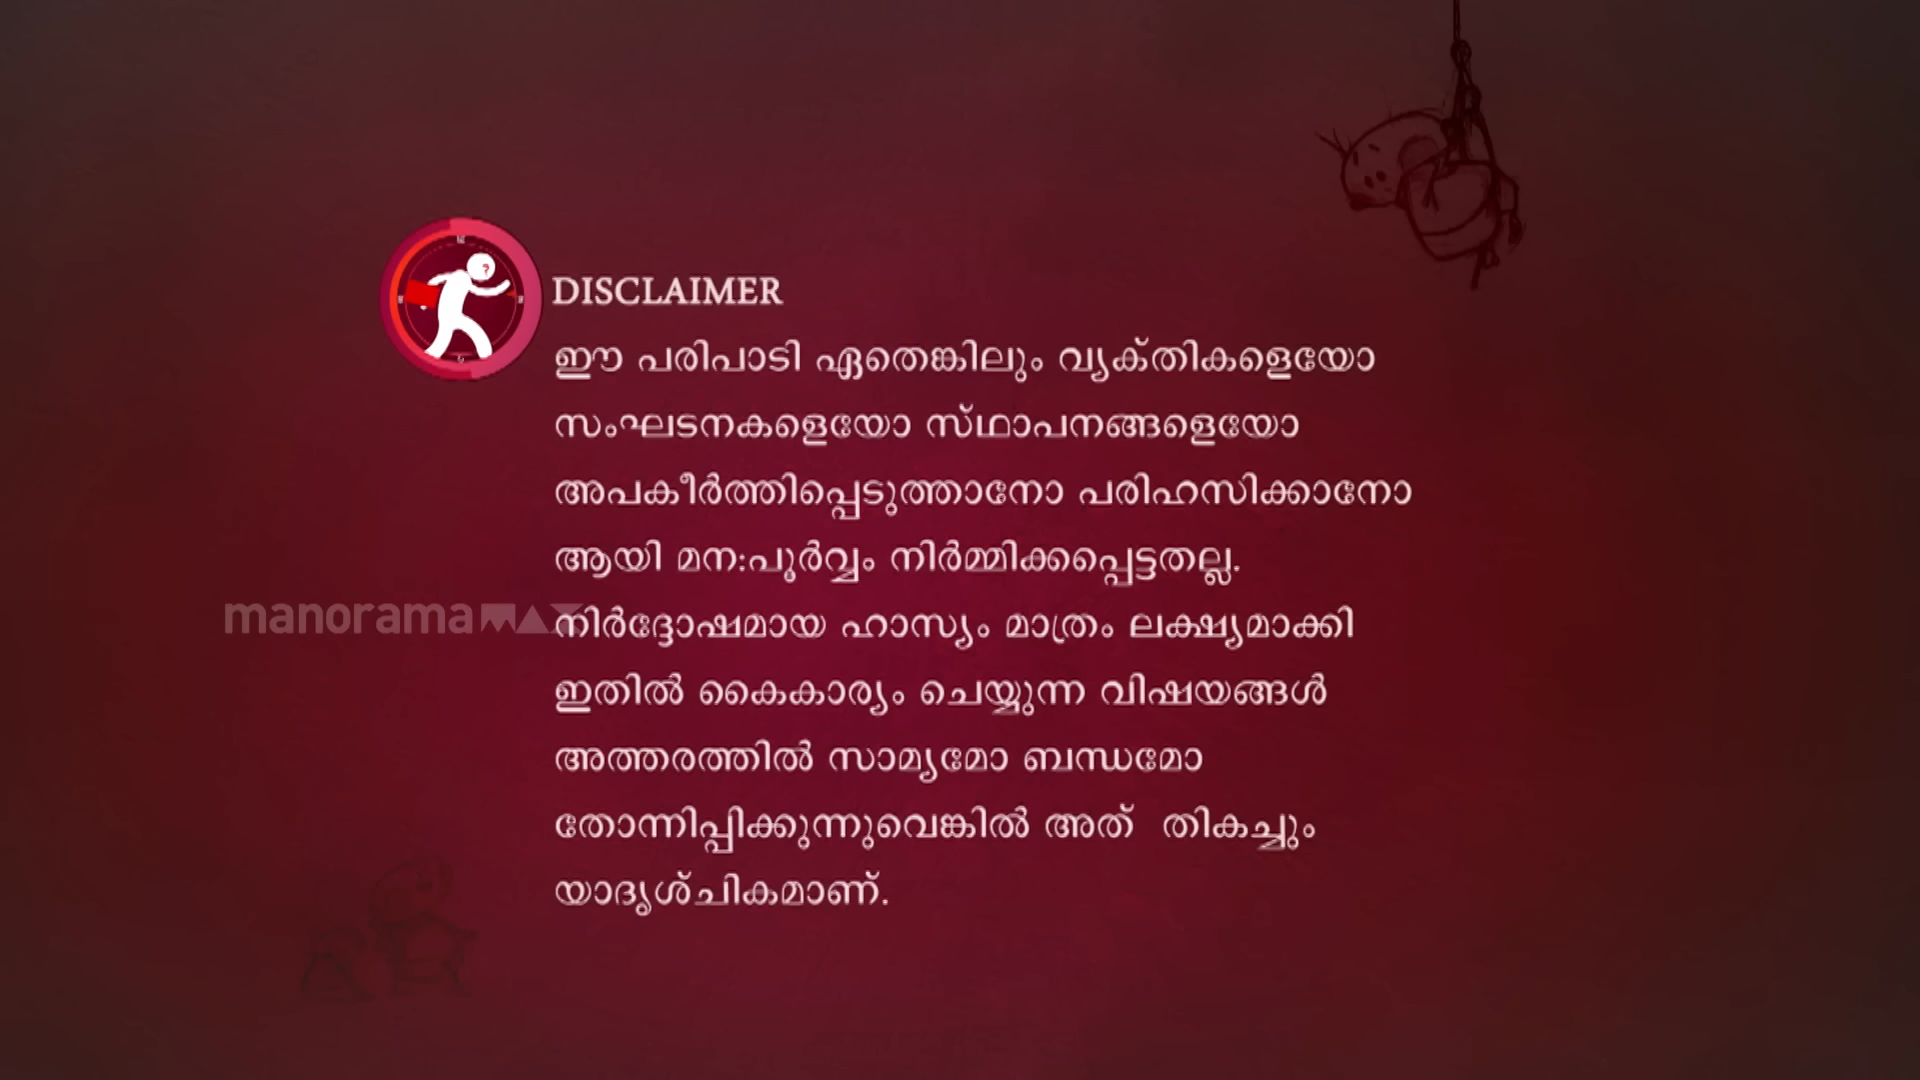 DISCLAIMER
ഈ പരിപാടി ഏതെങ്കിലും വ്യക്തികളെയോ
സംഘടനകളെയോ സ്ഥാപനങ്ങളെയോ
അപകീർത്തിപ്പെടുത്താനോ പരിഹസിക്കാനോ
ആയി മന:പൂർവ്വം നിർമ്മിക്കപ്പെട്ടതല്ല.
manoramaMAX
നിർദ്ദോഷമായ ഹാസ്യം മാത്രം ലക്ഷ്യമാക്കി
ഇതിൽ കൈകാര്യം ചെയ്യുന്ന വിഷയങ്ങൾ
അത്തരത്തിൽ സാമ്യമോ ബന്ധമോ
തോന്നിപ്പിക്കുന്നുവെങ്കിൽ അത് തികച്ചും
യാദൃശ്ചികമാണ്.